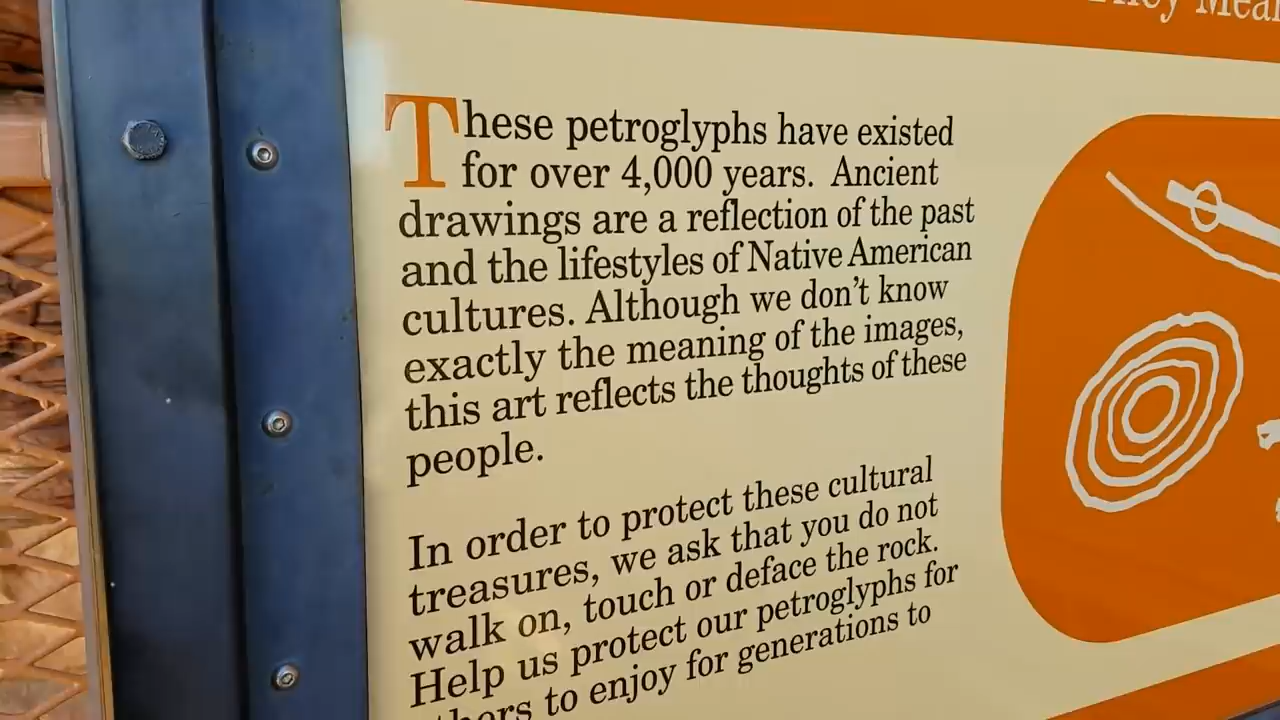 They Mean
These petroglyphs have existed
for over 4,000 years. Ancient
drawings are a reflection of the past
and the lifestyles of Native American
cultures. Although we don't know
exactly the meaning of the images,
this art reflects the thoughts of these
people.
In order to protect these cultural
treasures, we ask that you do not
walk on, touch or deface the rock.
Help us protect our petroglyphs for
others to enjoy for generations to